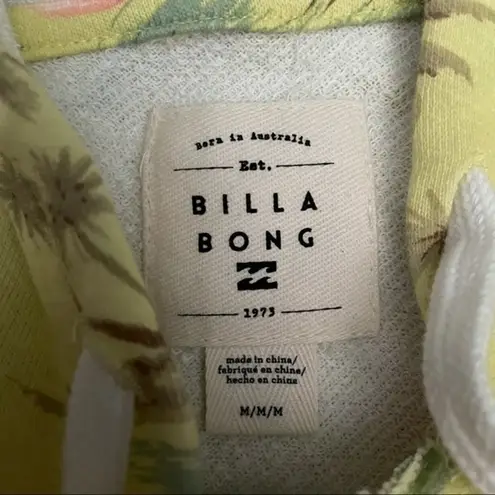 Born in Australia
Est.
BILLA
BONG
1973
made in china/
fabriqué en chine/
hecho en china
M/M/M